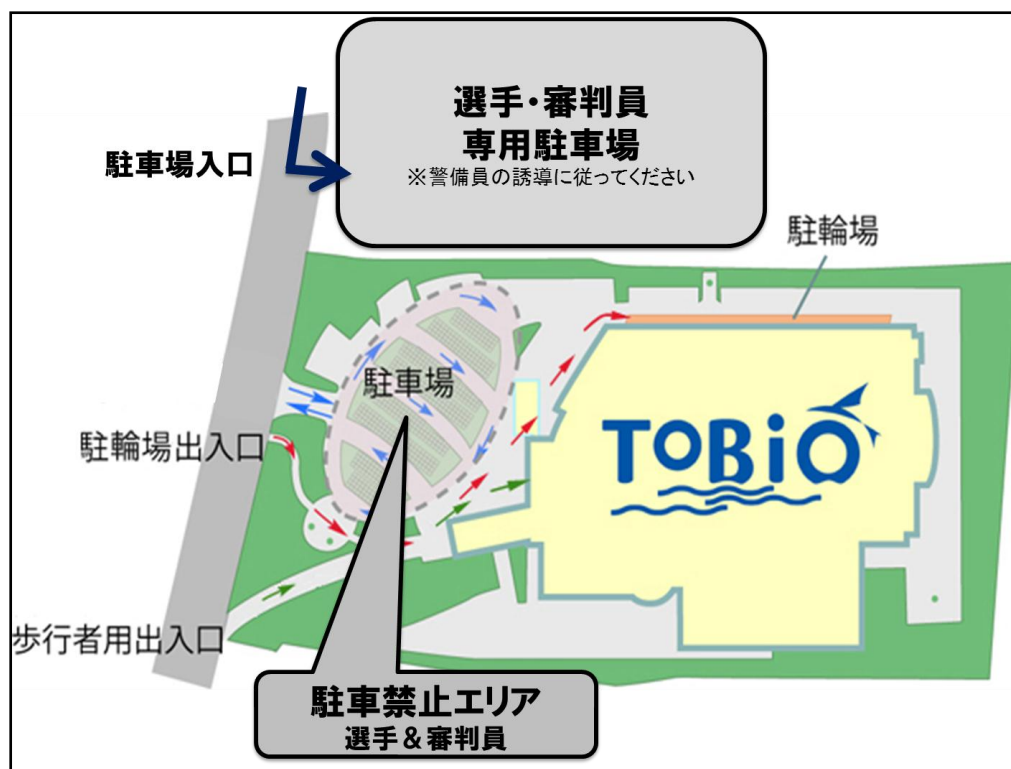 選手・審判員
専用駐車場
※警備員の誘導に従ってください
駐車場入口
駐輪場
駐車場
駐輪場出入口
TOBiO
歩行者用出入口
駐車禁止エリア
選手＆審判員